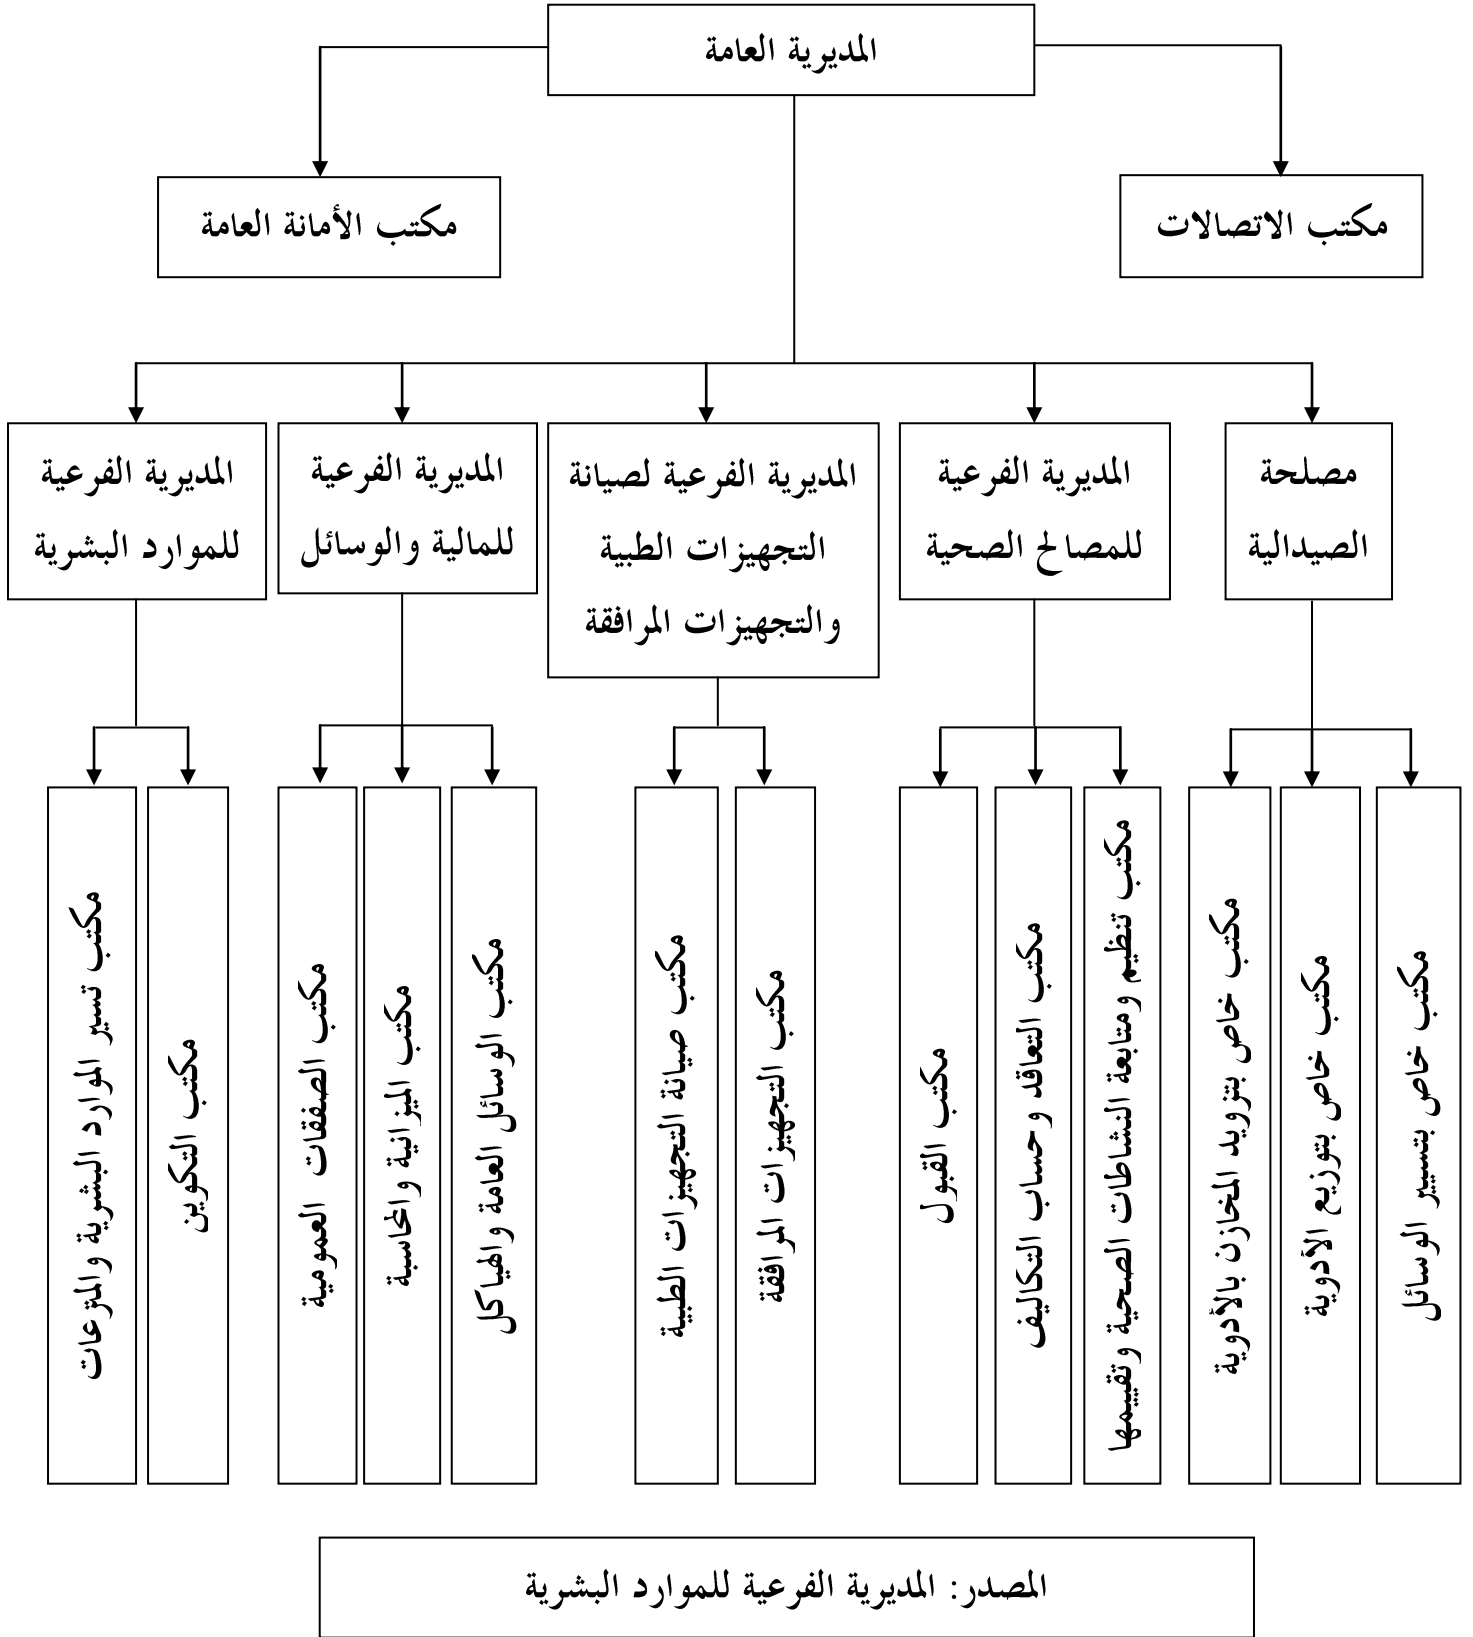 المديرية العامة
مكتب الاتصالات
مكتب الأمانة العامة
مصلحة
الصيدالية
المديرية الفرعية
للمصالح الصحية
المديرية الفرعية لصيانة
التجهيزات الطبية
والتجهيزات المرافقة
المديرية الفرعية
للمالية والوسائل
المديرية الفرعية
للموارد البشرية
مكتب خاص بتسيير الوسائل
مكتب خاص بتوزيع الأدوية
مكتب خاص بتزويد المخازن بالأدوية
مكتب تنظيم ومتابعة النشاطات الصحية وتقييمها
مكتب التعاقد وحساب التكاليف
مكتب القبول
مكتب التجهيزات المرافقة
مكتب صيانة التجهيزات الطبية
مكتب الوسائل العامة والهياكل
مكتب الميزانية والمحاسبة
مكتب الصفقات العمومية
مكتب التكوين
مكتب تسير الموارد البشرية والمنزعات
المصدر: المديرية الفرعية للموارد البشرية